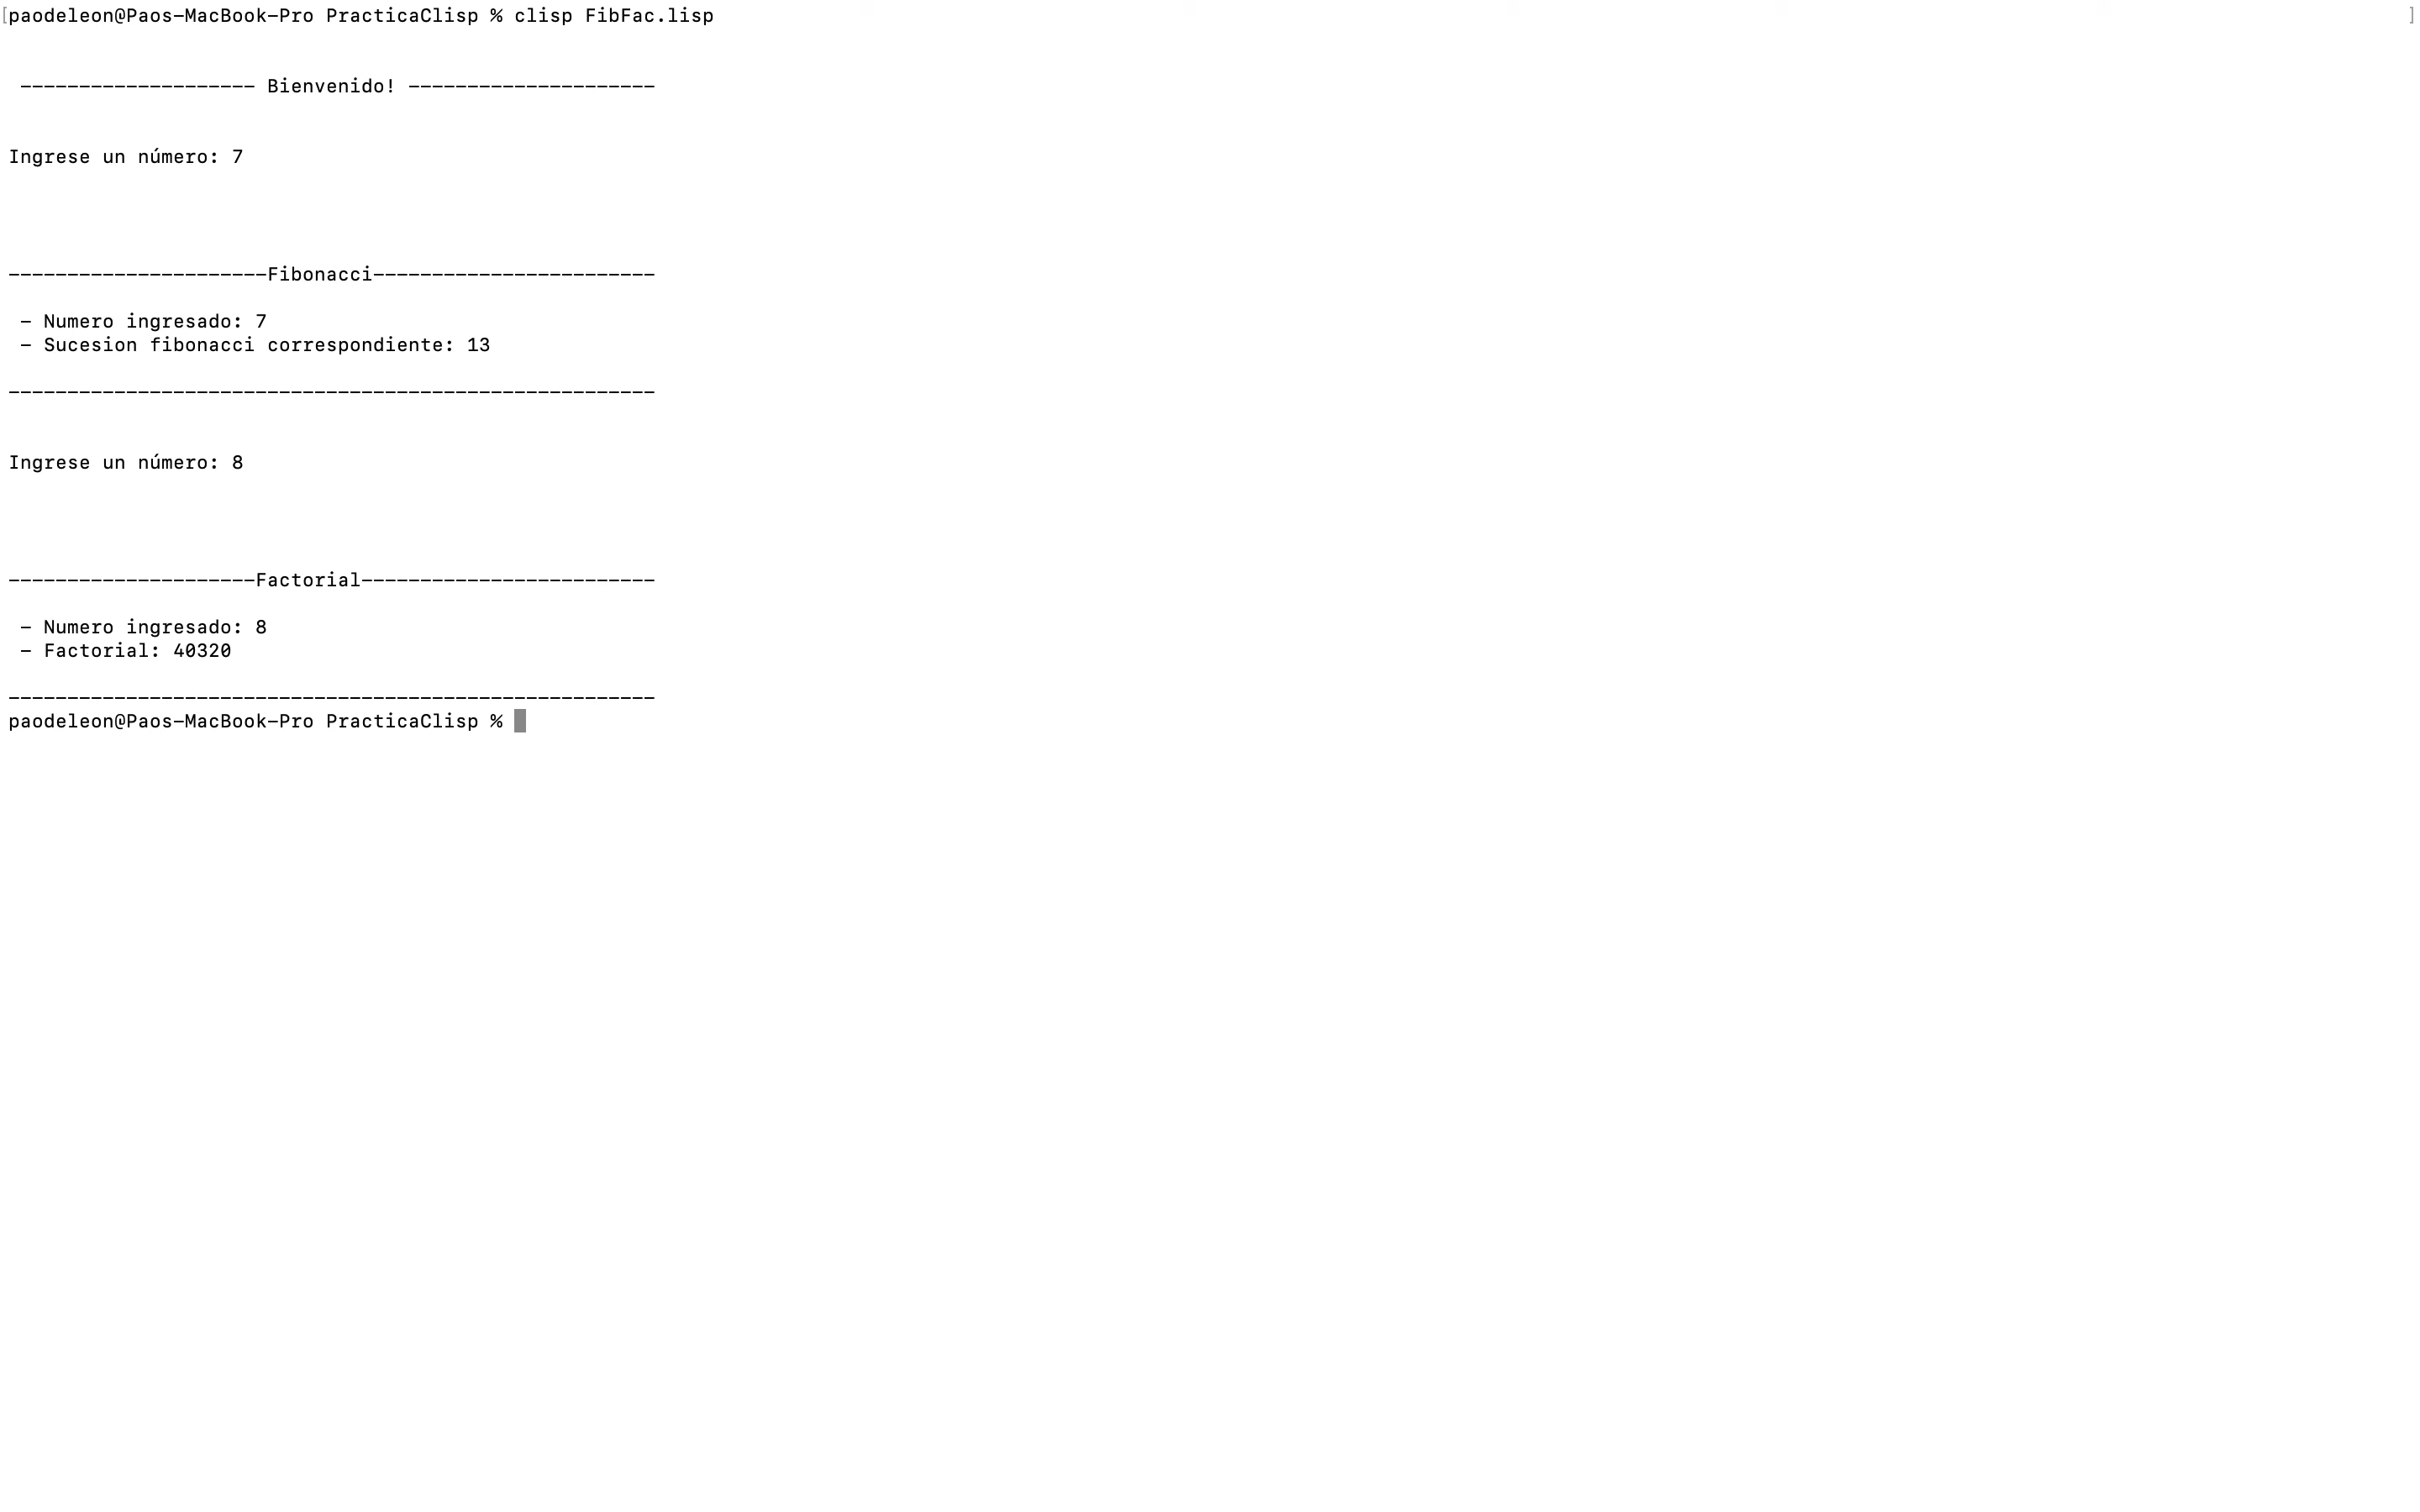 [paodeleon@Paos-MacBook-Pro PracticaClisp % clisp FibFac.lisp ]
-------------------- Bienvenido! ---------------------
Ingrese un número: 7
----------------------Fibonacci------------------------
- Numero ingresado: 7
- Sucesion fibonacci correspondiente: 13
-------------------------------------------------------
Ingrese un número: 8
---------------------Factorial-------------------------
- Numero ingresado: 8
- Factorial: 40320
-------------------------------------------------------
paodeleon@Paos-MacBook-Pro PracticaClisp %